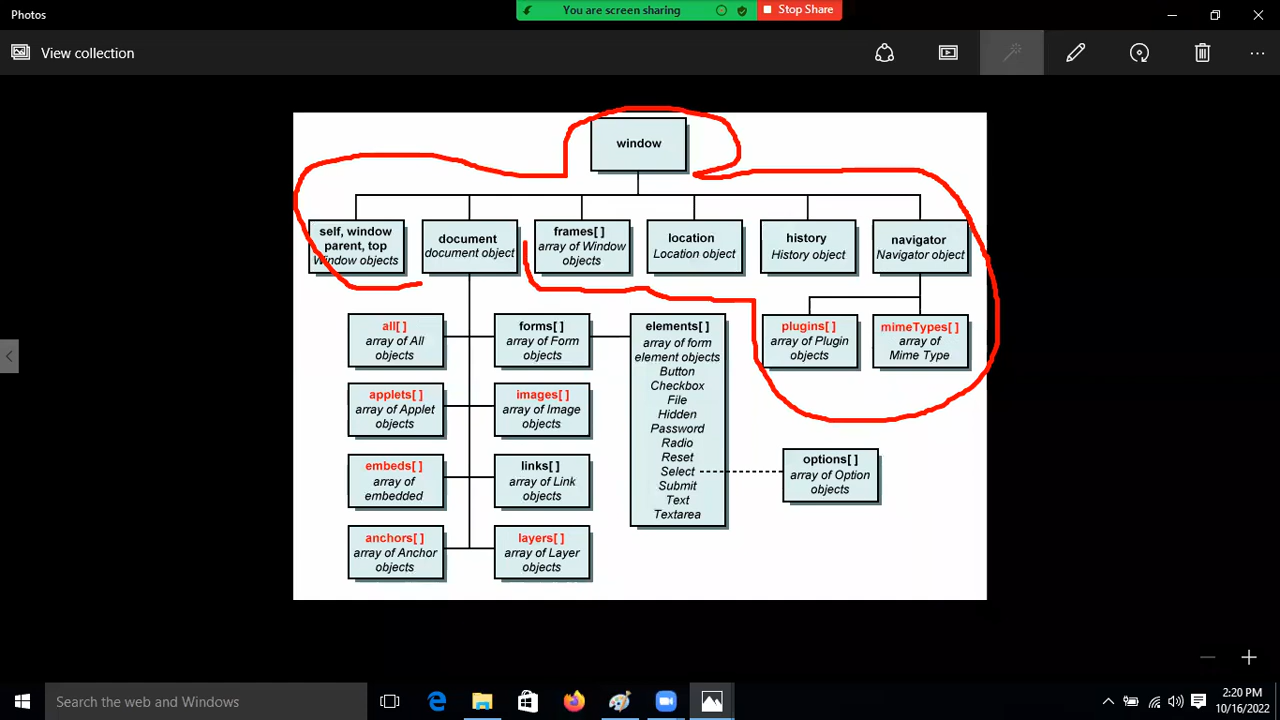 Photos
You are screen sharing
Stop Share
View collection
window
self, window
parent, top
Window objects
document
document object
frames[ ]
array of Window
objects
location
Location object
history
History object
navigator
Navigator object
all[ ]
array of All
objects
forms[ ]
array of Form
objects
elements[ ]
array of form
element objects
Button
Checkbox
File
Hidden
Password
Radio
Reset
Select
Submit
Text
Textarea
plugins[ ]
array of Plugin
objects
mimeTypes[ ]
array of
Mime Type
applets[ ]
array of Applet
objects
images[ ]
array of Image
objects
embeds[ ]
array of
embedded
links[ ]
array of Link
objects
options[ ]
array of Option
objects
anchors[ ]
array of Anchor
objects
layers[ ]
array of Layer
objects
Search the web and Windows
2:20 PM
10/16/2022